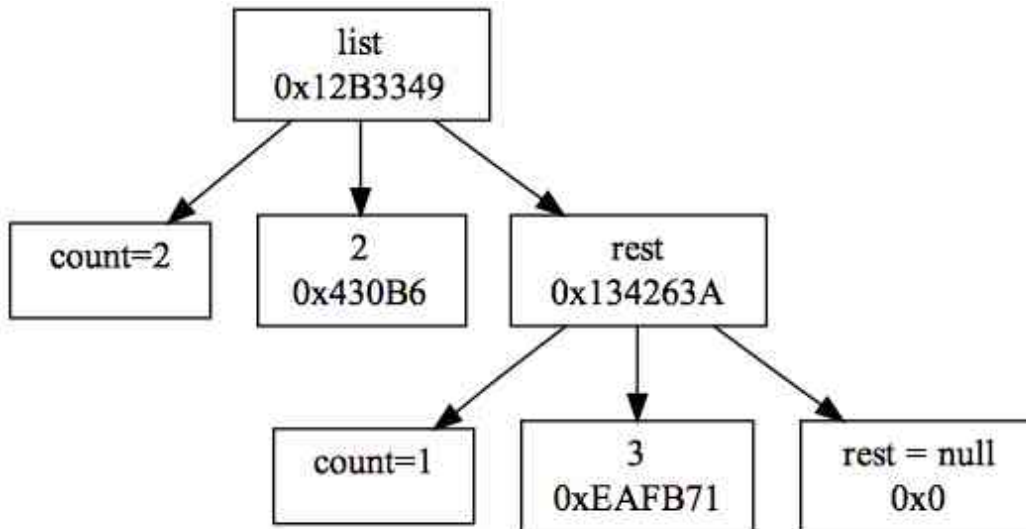 list
0x12B3349
count=2
2
0x430B6
rest
0x134263A
count=1
3
0xEAFB71
rest = null
0x0